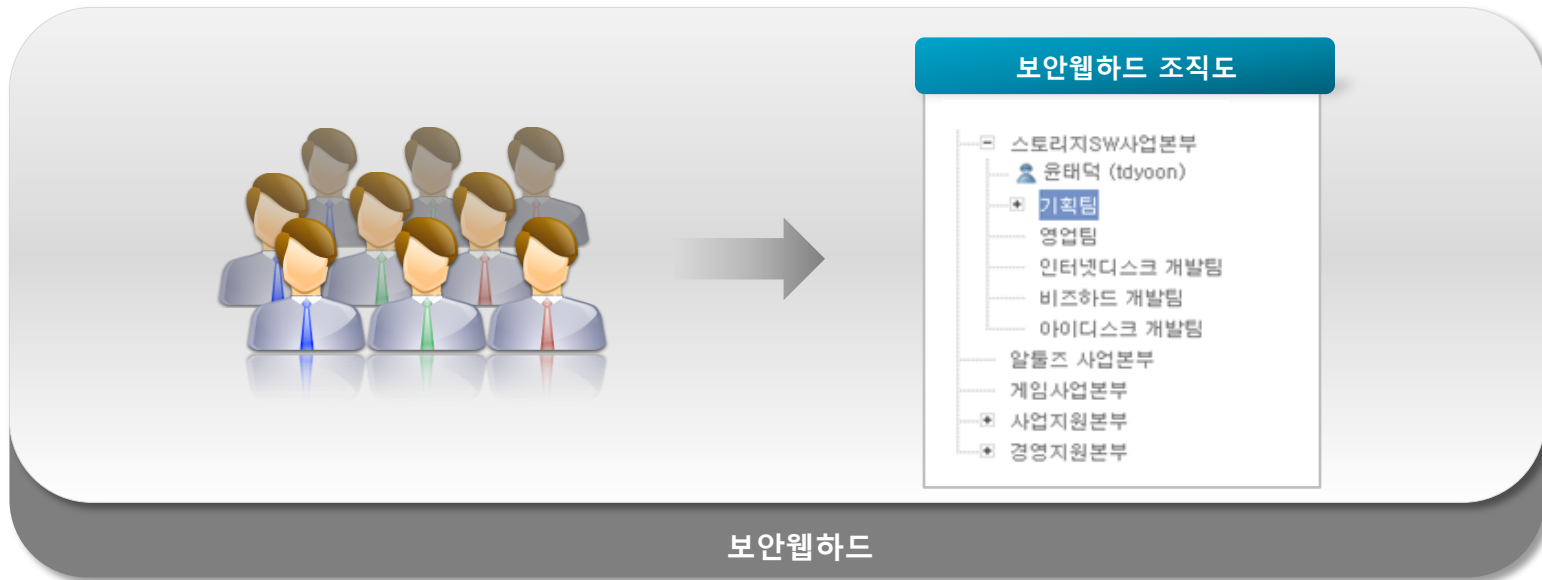 보안웹하드 조직도
스토리지SW사업본부
윤태덕 (tdyoon)
기획팀
영업팀
인터넷디스크 개발팀
비즈하드 개발팀
아이디스크 개발팀
알툴즈 사업본부
게임사업본부
사업지원본부
경영지원본부
보안웹하드